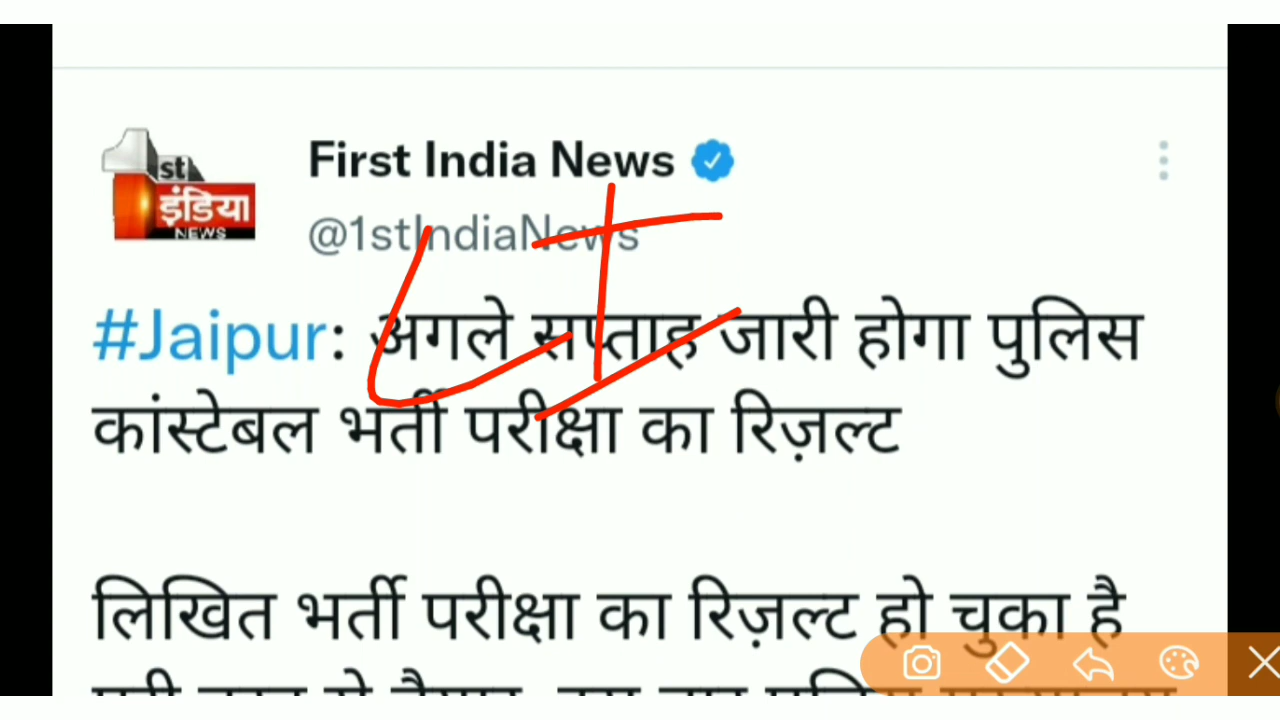 1st
इंडिया
NEWS
First India News
@1stIndiaNews
#Jaipur: अगले सप्ताह जारी होगा पुलिस
कांस्टेबल भर्ती परीक्षा का रिज़ल्ट
लिखित भर्ती परीक्षा का रिज़ल्ट हो चुका है